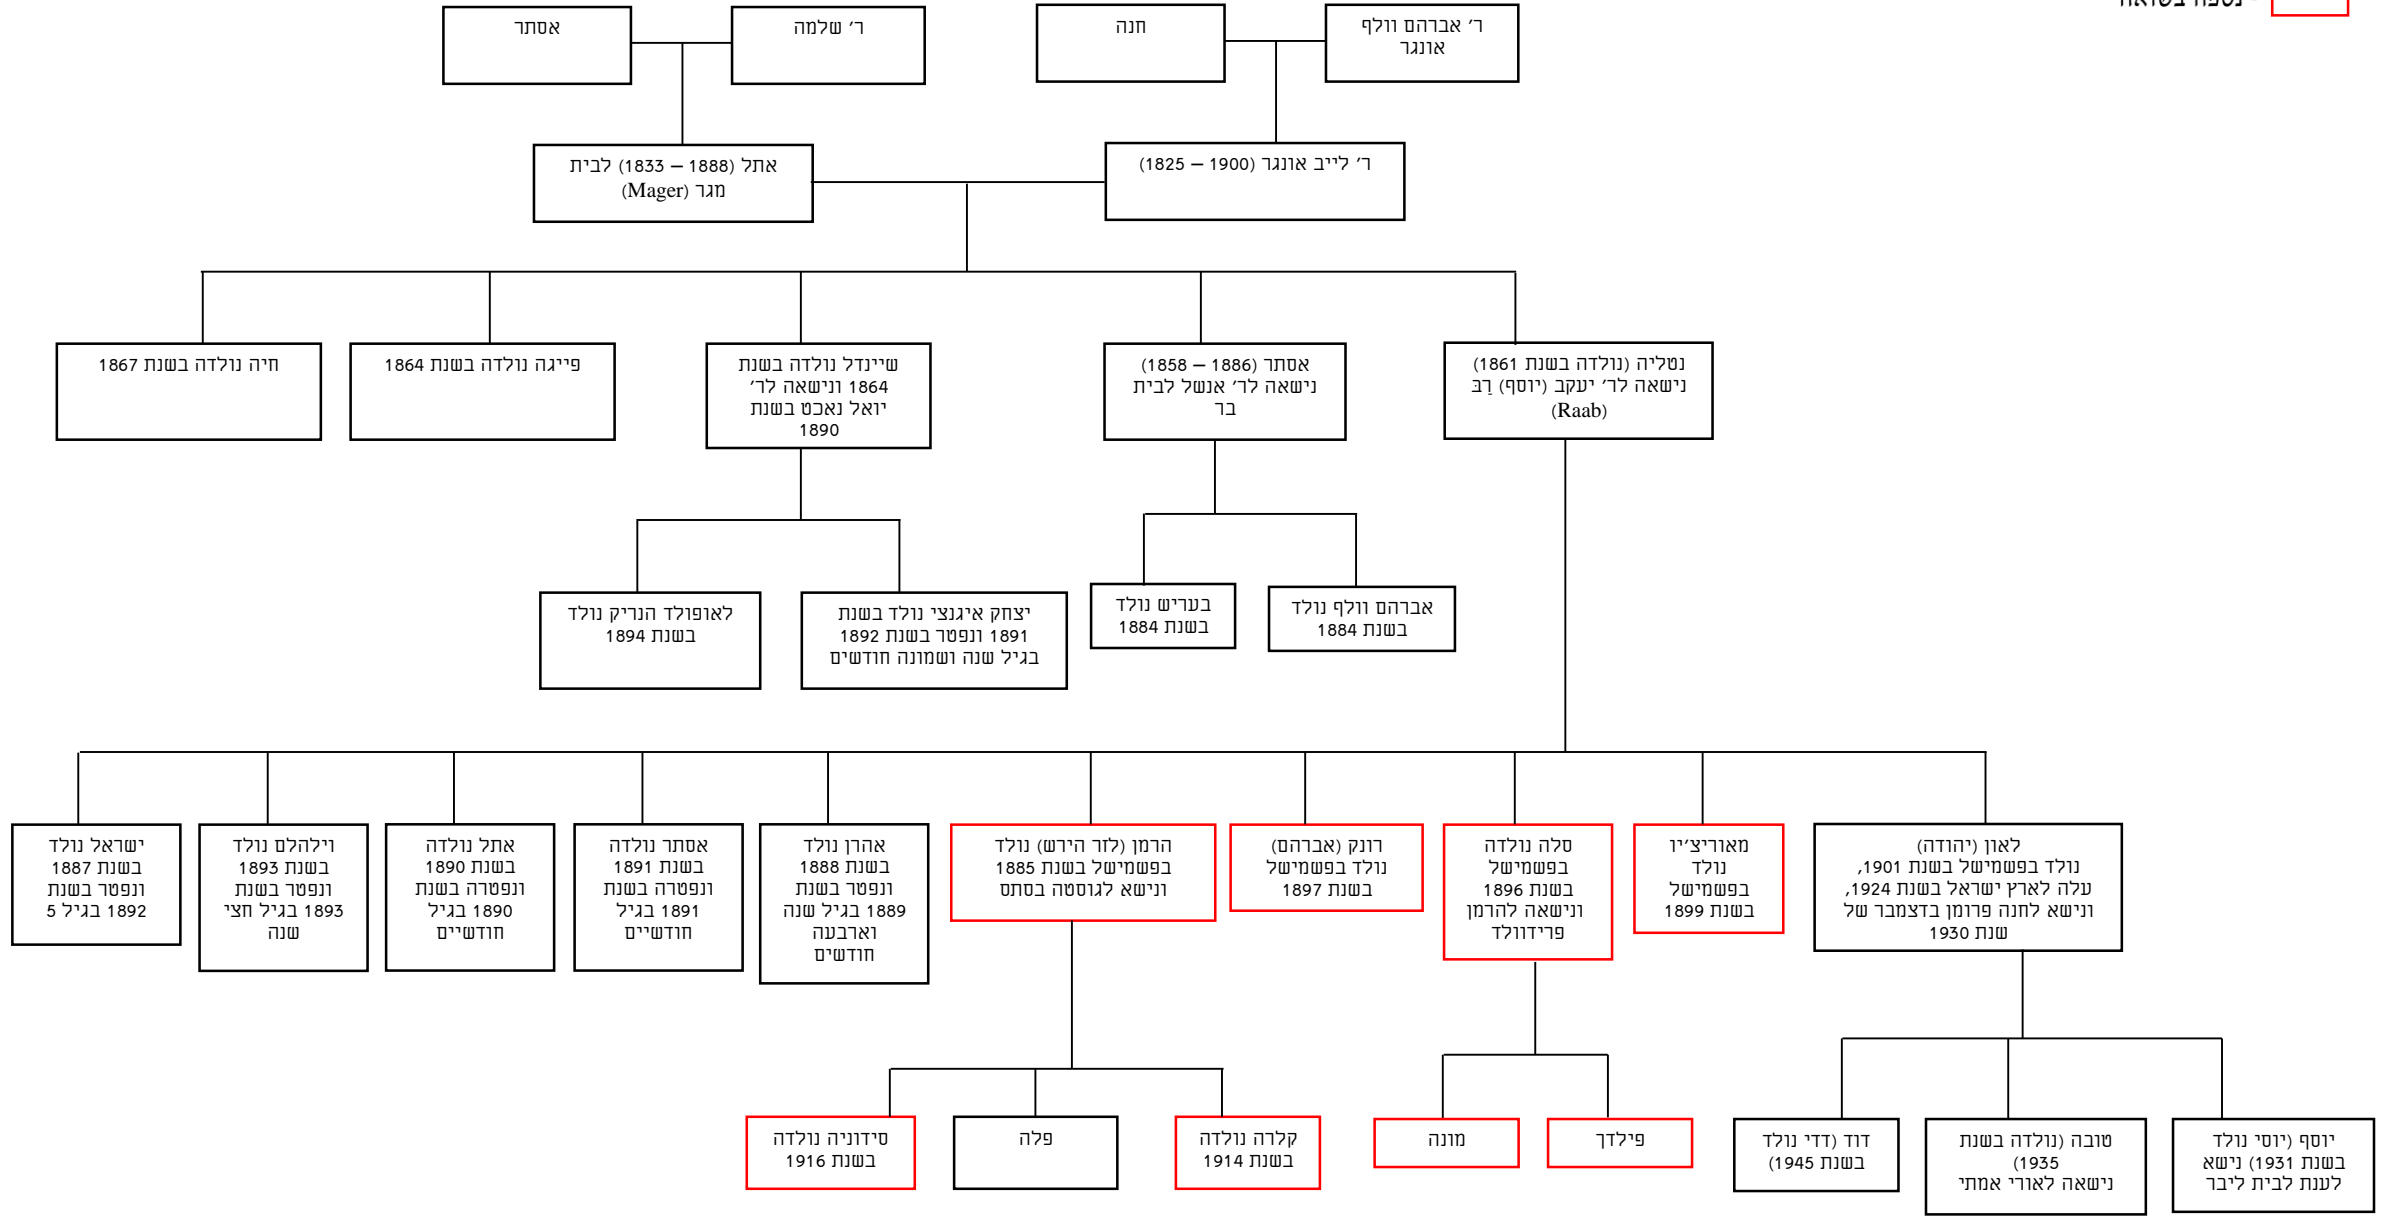 - נספה בשואה
ר׳ אברהם וולף
אונגר
חנה
ר׳ שלמה
אסתר
ר׳ לייב אונגר (1900 – 1825)
אתל (1888 – 1833) לבית
מגר (Mager)
נטליה (נולדה בשנת 1861)
נישאה לר׳ יעקב (יוסף) רַבּ
(Raab)
אסתר (1886 – 1858)
נישאה לר׳ אנשל לבית
בר
שיינדל נולדה בשנת
1864 ונישאה לר׳
יואל נאכט בשנת
1890
פייגה נולדה בשנת 1864
חיה נולדה בשנת 1867
אברהם וולף נולד
בשנת 1884
בעריש נולד
בשנת 1884
יצחק איגנצי נולד בשנת
1891 ונפטר בשנת 1892
בגיל שנה ושמונה חודשים
לאופולד הנריק נולד
בשנת 1894
לאון (יהודה)
נולד בפשמישל בשנת 1901,
עלה לארץ ישראל בשנת 1924,
ונישא לחנה פרומן בדצמבר של
שנת 1930
מאוריצ׳יו
נולד
בפשמישל
בשנת 1899
סלה נולדה
בפשמישל
בשנת 1896
ונישאה להרמן
פרידוולד
רונק (אברהם)
נולד בפשמישל
בשנת 1897
הרמן (לזר הירש) נולד
בפשמישל בשנת 1885
ונישא לגוסטה בסתס
אהרן נולד
בשנת 1888
ונפטר בשנת
1889 בגיל שנה
וארבעה
חודשים
אסתר נולדה
בשנת 1891
ונפטרה בשנת
1891 בגיל
חודשיים
אתל נולדה
בשנת 1890
ונפטרה בשנת
1890 בגיל
חודשיים
וילהלם נולד
בשנת 1893
ונפטר בשנת
1893 בגיל חצי
שנה
ישראל נולד
בשנת 1887
ונפטר בשנת
1892 בגיל 5
יוסף (יוסי נולד
בשנת 1931) נישא
לענת לבית ליבר
טובה (נולדה בשנת
1935)
נישאה לאורי אמתי
דוד (דדי נולד
בשנת 1945)
פילדך
מונה
קלרה נולדה
בשנת 1914
פלה
סידוניה נולדה
בשנת 1916